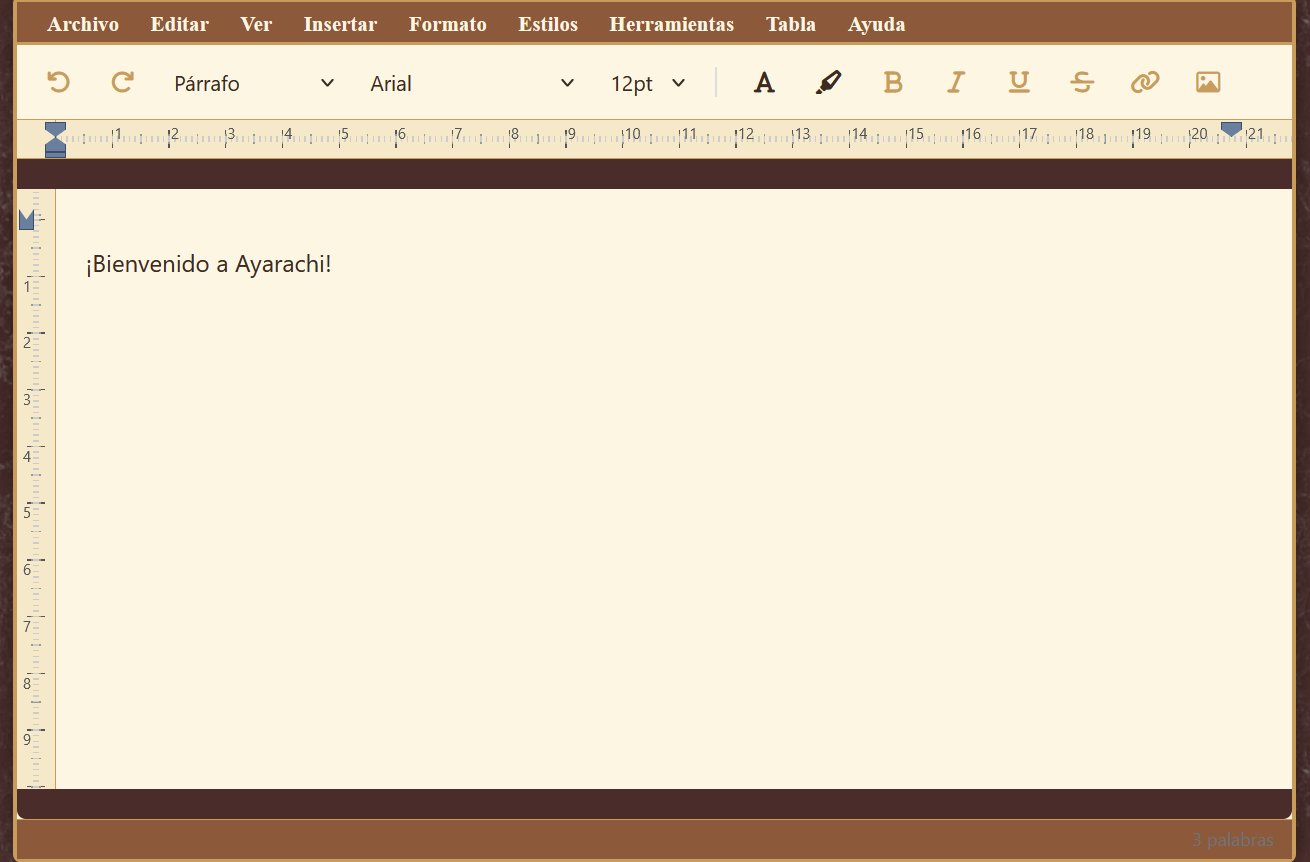 Archivo Editar Ver Insertar Formato Estilos Herramientas Tabla Ayuda
Párrafo Arial 12pt A B I U S
1 2 3 4 5 6 7 8 9 10 11 12 13 14 15 16 17 18 19 20 21
¡Bienvenido a Ayarachi!
1
2
3
4
5
6
7
8
9
3 palabras